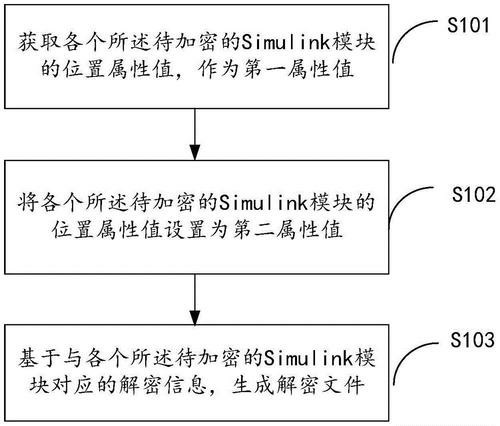 获取各个所述待加密的Simulink模块
的位置属性值，作为第一属性值
S101
将各个所述待加密的Simulink模块的
位置属性值设置为第二属性值
S102
基于与各个所述待加密的Simulink模
块对应的解密信息，生成解密文件
S103